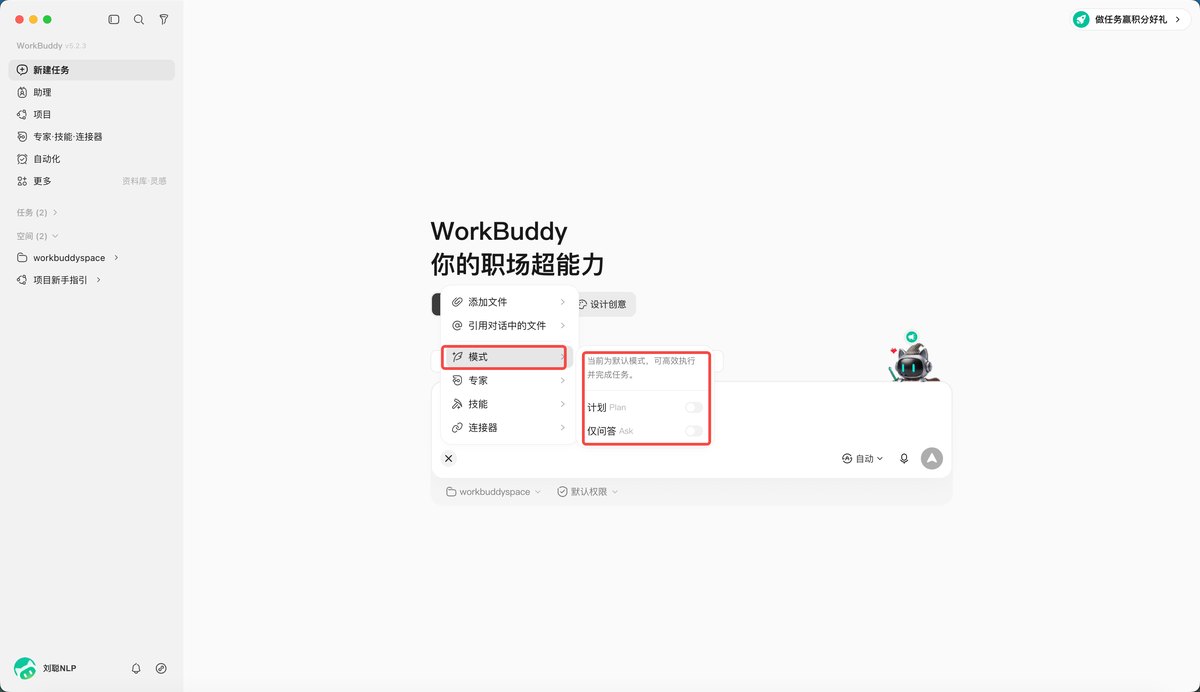 做任务赢积分好礼
WorkBuddy v5.2.3
新建任务
助理
项目
专家·技能·连接器
自动化
更多 资料库·灵感
任务 (2)
空间 (2)
workbuddyspace
项目新手指引
WorkBuddy
你的职场超能力
设计创意
添加文件
引用对话中的文件
模式
专家
技能
连接器
当前为默认模式，可高效执行
并完成任务。
计划 Plan
仅问答 Ask
自动
workbuddyspace 默认权限
刘聪NLP